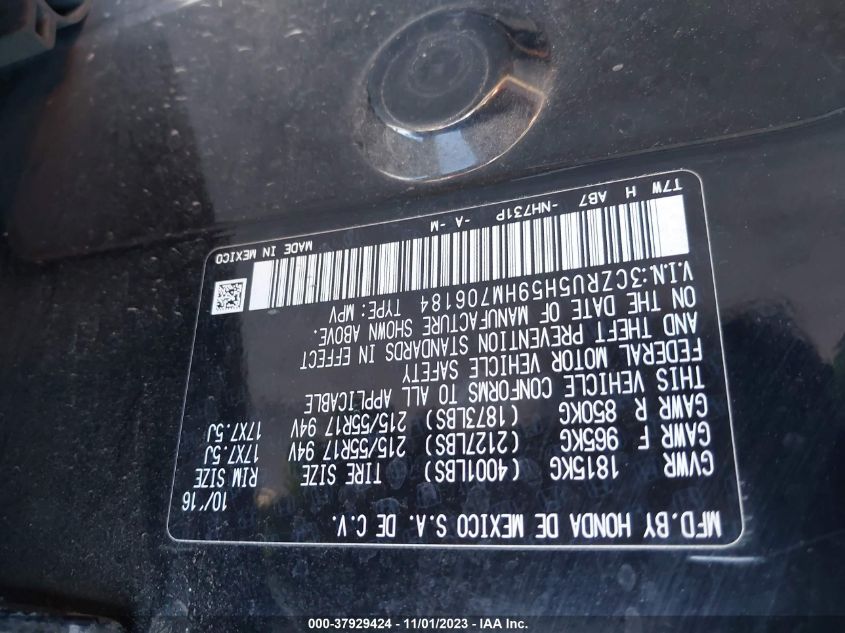 MFD.BY HONDA DE MEXICO S.A. DE C.V. 10/'16
GVWR 1815KG (4001LBS) TIRE SIZE RIM SIZE
GAWR F 965KG (2127LBS) 215/55R17 94V 17X7.5J
GAWR R 850KG (1873LBS) 215/55R17 94V 17X7.5J
THIS VEHICLE CONFORMS TO ALL APPLICABLE
FEDERAL MOTOR VEHICLE SAFETY
AND THEFT PREVENTION STANDARDS IN EFFECT
ON THE DATE OF MANUFACTURE SHOWN ABOVE.
V.I.N.:3CZRU5H59HM706184 TYPE: MPV
T7W H AB7 -NH731P -A -M MADE IN MEXICO
000-37929424 - 11/01/2023 - IAA Inc.